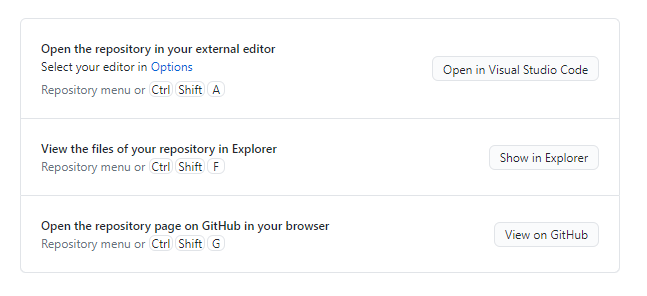 Open the repository in your external editor
Select your editor in Options
Repository menu or Ctrl Shift A
Open in Visual Studio Code
View the files of your repository in Explorer
Repository menu or Ctrl Shift F
Show in Explorer
Open the repository page on GitHub in your browser
Repository menu or Ctrl Shift G
View on GitHub